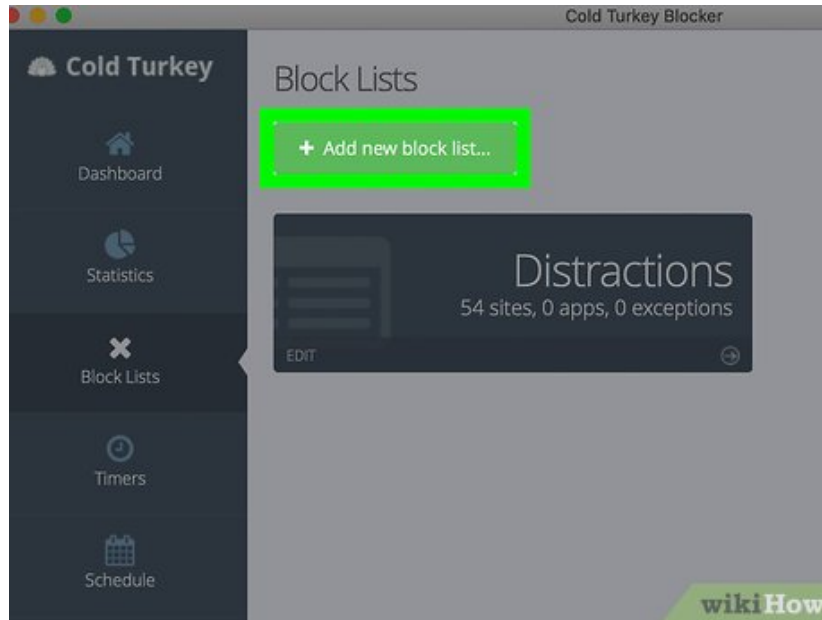 Cold Turkey Blocker
Cold Turkey
Dashboard
Statistics
Block Lists
Timers
Schedule
Block Lists
+ Add new block list...
Distractions
54 sites, 0 apps, 0 exceptions
EDIT
wikiHow